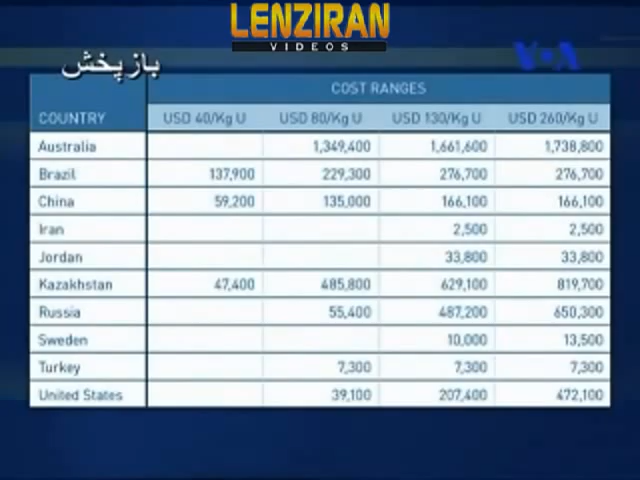 LENZIRAN
VIDEOS
بازپخش
VOA
COST RANGES
COUNTRY USD 40/Kg U USD 80/Kg U USD 130/Kg U USD 260/Kg U
Australia 1,349,400 1,661,600 1,738,800
Brazil 137,900 229,300 276,700 276,700
China 59,200 135,000 166,100 166,100
Iran 2,500 2,500
Jordan 33,800 33,800
Kazakhstan 47,400 485,800 629,100 819,700
Russia 55,400 487,200 650,300
Sweden 10,000 13,500
Turkey 7,300 7,300 7,300
United States 39,100 207,400 472,100